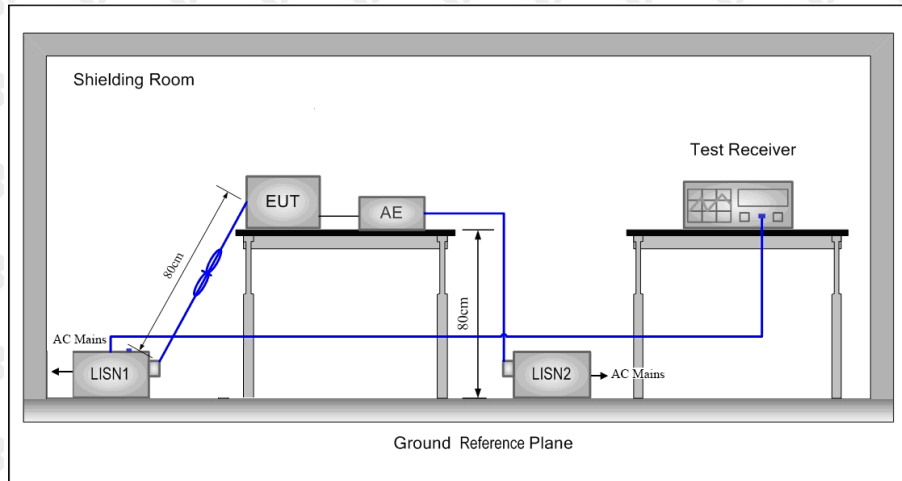 Shielding Room
Test Receiver
EUT
AE
80cm
80cm
AC Mains
LISN1
LISN2
AC Mains
Ground Reference Plane